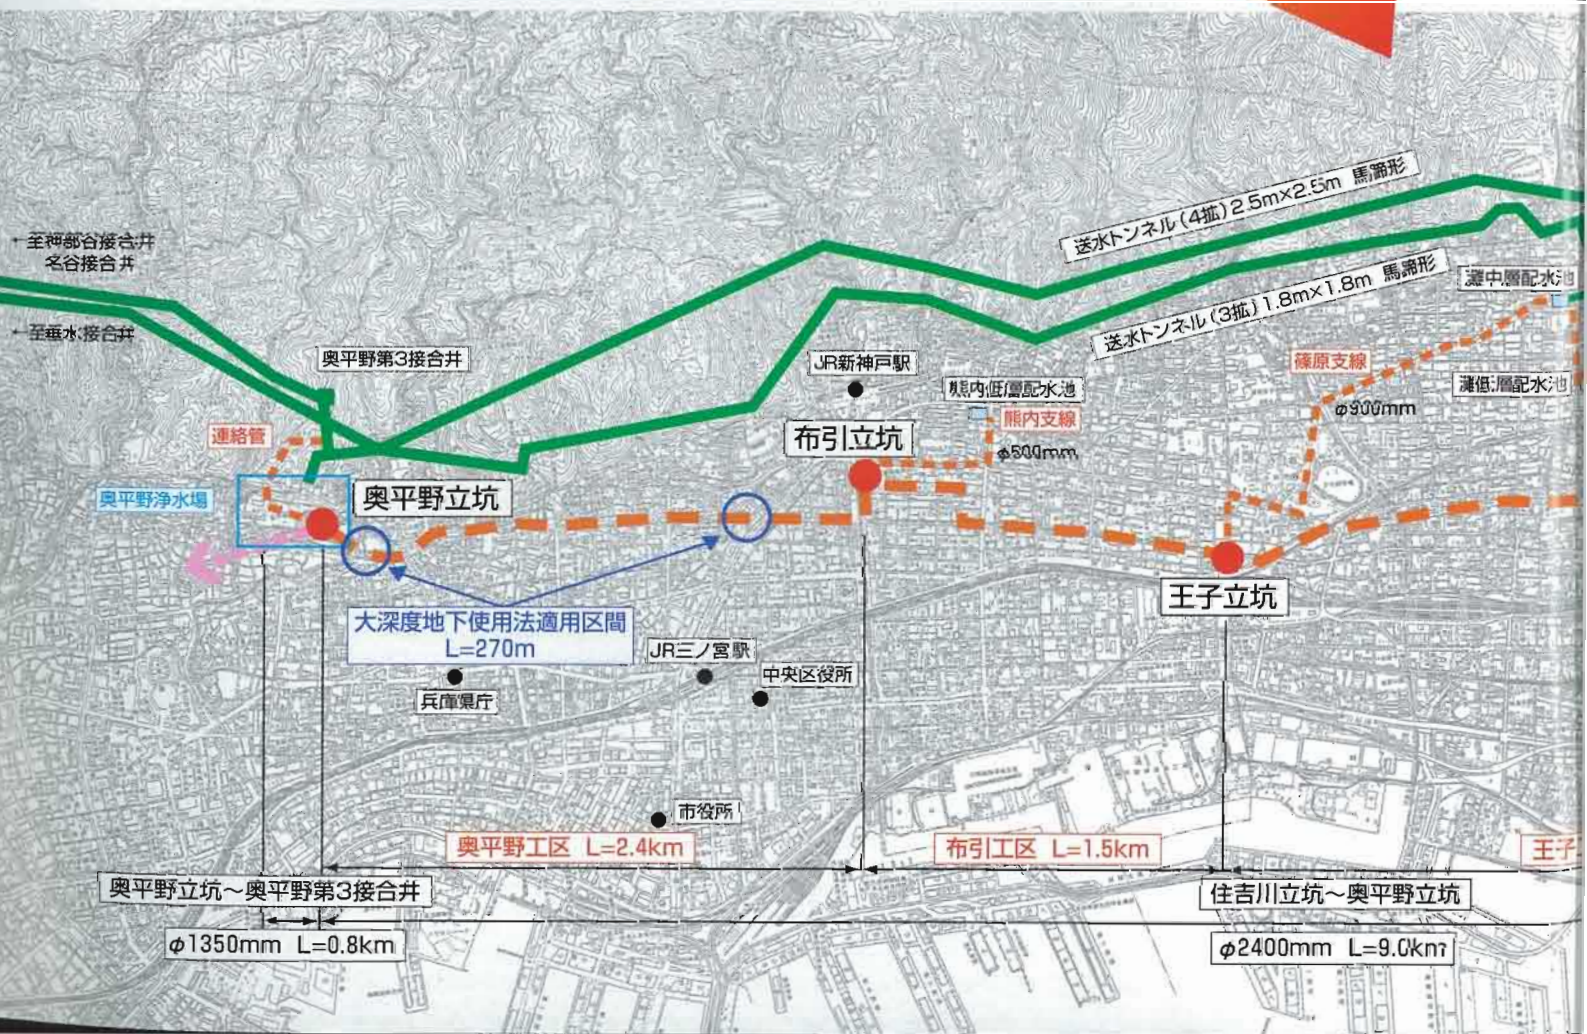 送水トンネル(4拡)2.5m×2.5m 馬蹄形
←至神部谷接合井
名谷接合井
送水トンネル(3拡)1.8m×1.8m 馬蹄形
灘中層配水池
←至垂水接合井
奥平野第3接合井
JR新神戸駅
篠原支線
熊内低層配水池
灘低層配水池
φ900mm
熊内支線
連絡管
布引立坑
φ500mm
奥平野浄水場
奥平野立坑
王子立坑
大深度地下使用法適用区間
L=270m
JR三ノ宮駅
中央区役所
兵庫県庁
市役所
奥平野工区 L=2.4km
布引工区 L=1.5km
王子
奥平野立坑～奥平野第3接合井
住吉川立坑～奥平野立坑
φ1350mm L=0.8km
φ2400mm L=9.0km